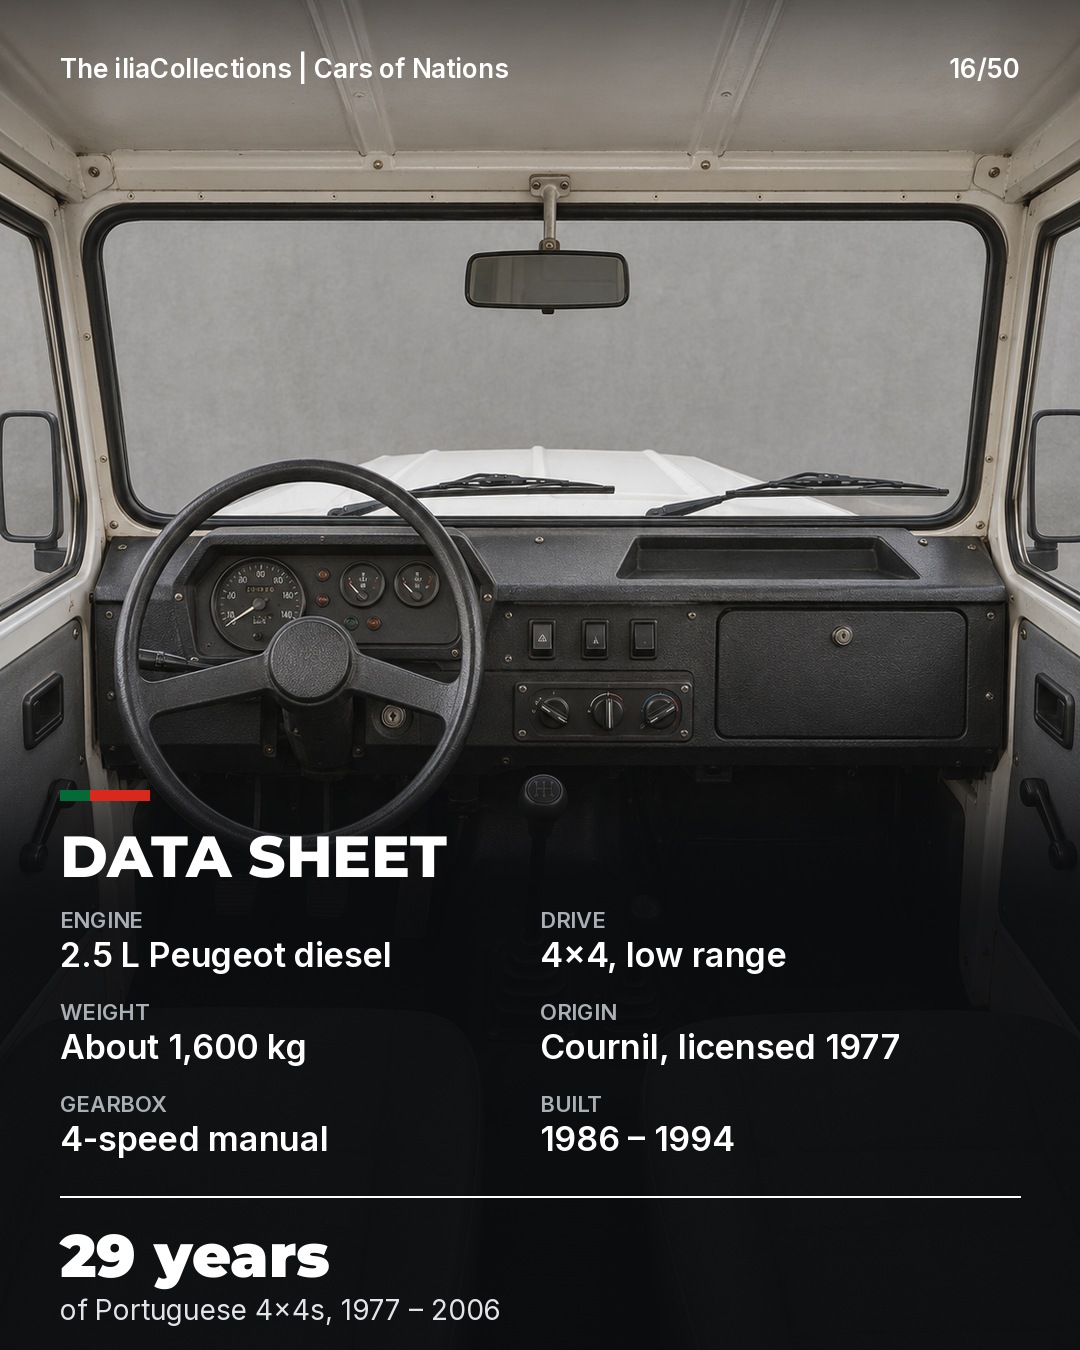 The iliaCollections | Cars of Nations
16/50
DATA SHEET
ENGINE
2.5 L Peugeot diesel
DRIVE
4×4, low range
WEIGHT
About 1,600 kg
ORIGIN
Cournil, licensed 1977
GEARBOX
4-speed manual
BUILT
1986 – 1994
29 years
of Portuguese 4×4s, 1977 – 2006